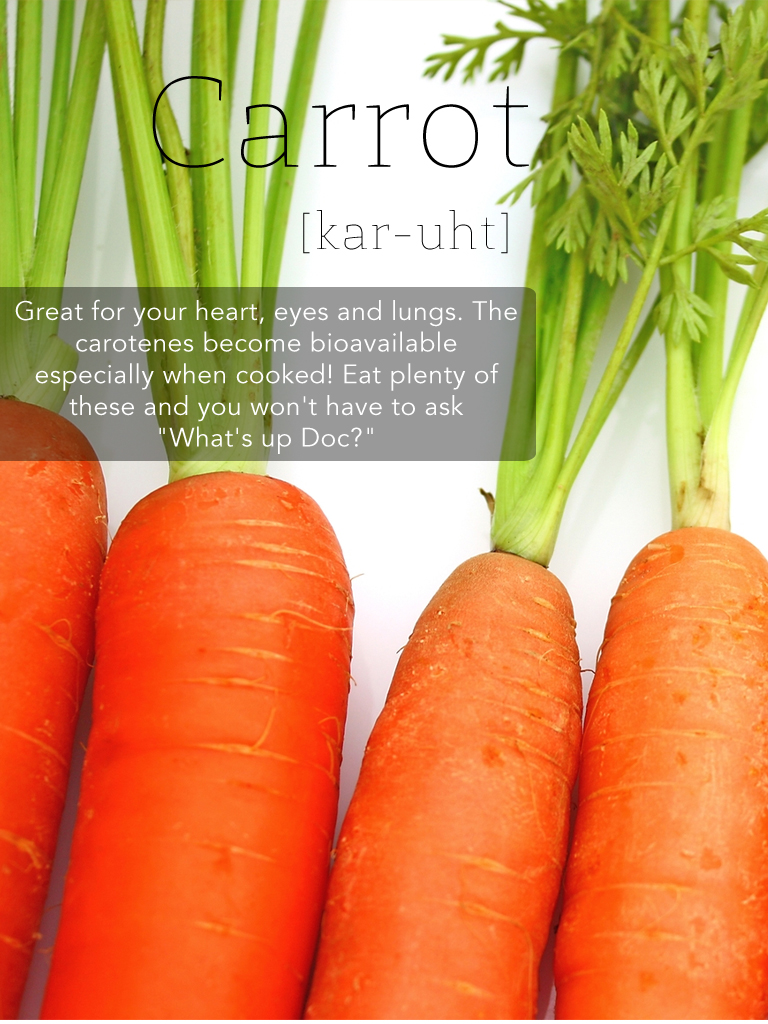 Carrot
[kar-uht]
Great for your heart, eyes and lungs. The
carotenes become bioavailable
especially when cooked! Eat plenty of
these and you won't have to ask
"What's up Doc?"